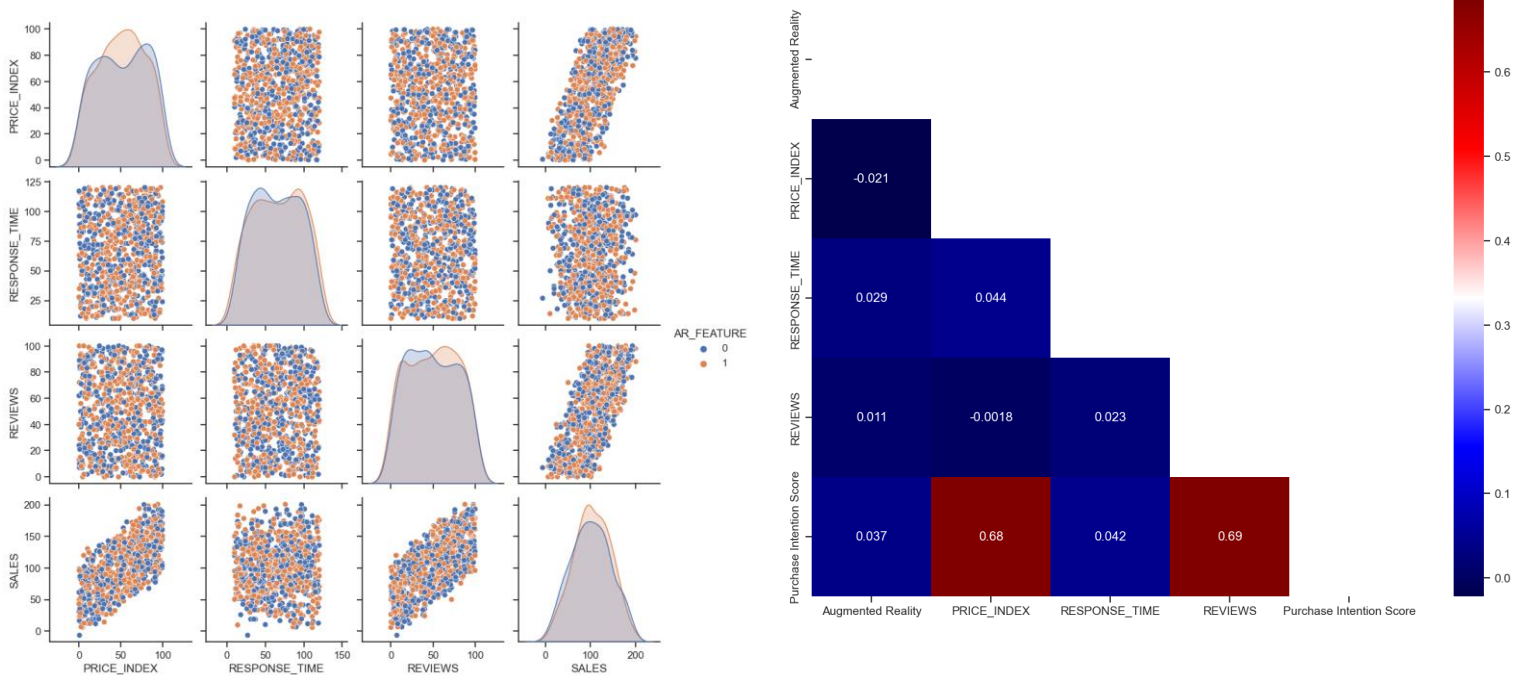 PRICE_INDEX
100
80
60
40
20
0
RESPONSE_TIME
125
100
75
50
25
REVIEWS
100
80
60
40
20
0
SALES
200
150
100
50
0
0 50 100
PRICE_INDEX
0 50 100 150
RESPONSE_TIME
0 50 100
REVIEWS
0 100 200
SALES
AR_FEATURE
0
1
Augmented Reality
PRICE_INDEX
-0.021
RESPONSE_TIME
0.029 0.044
REVIEWS
0.011 -0.0018 0.023
Purchase Intention Score
0.037 0.68 0.042 0.69
Augmented Reality PRICE_INDEX RESPONSE_TIME REVIEWS Purchase Intention Score
0.6
0.5
0.4
0.3
0.2
0.1
0.0